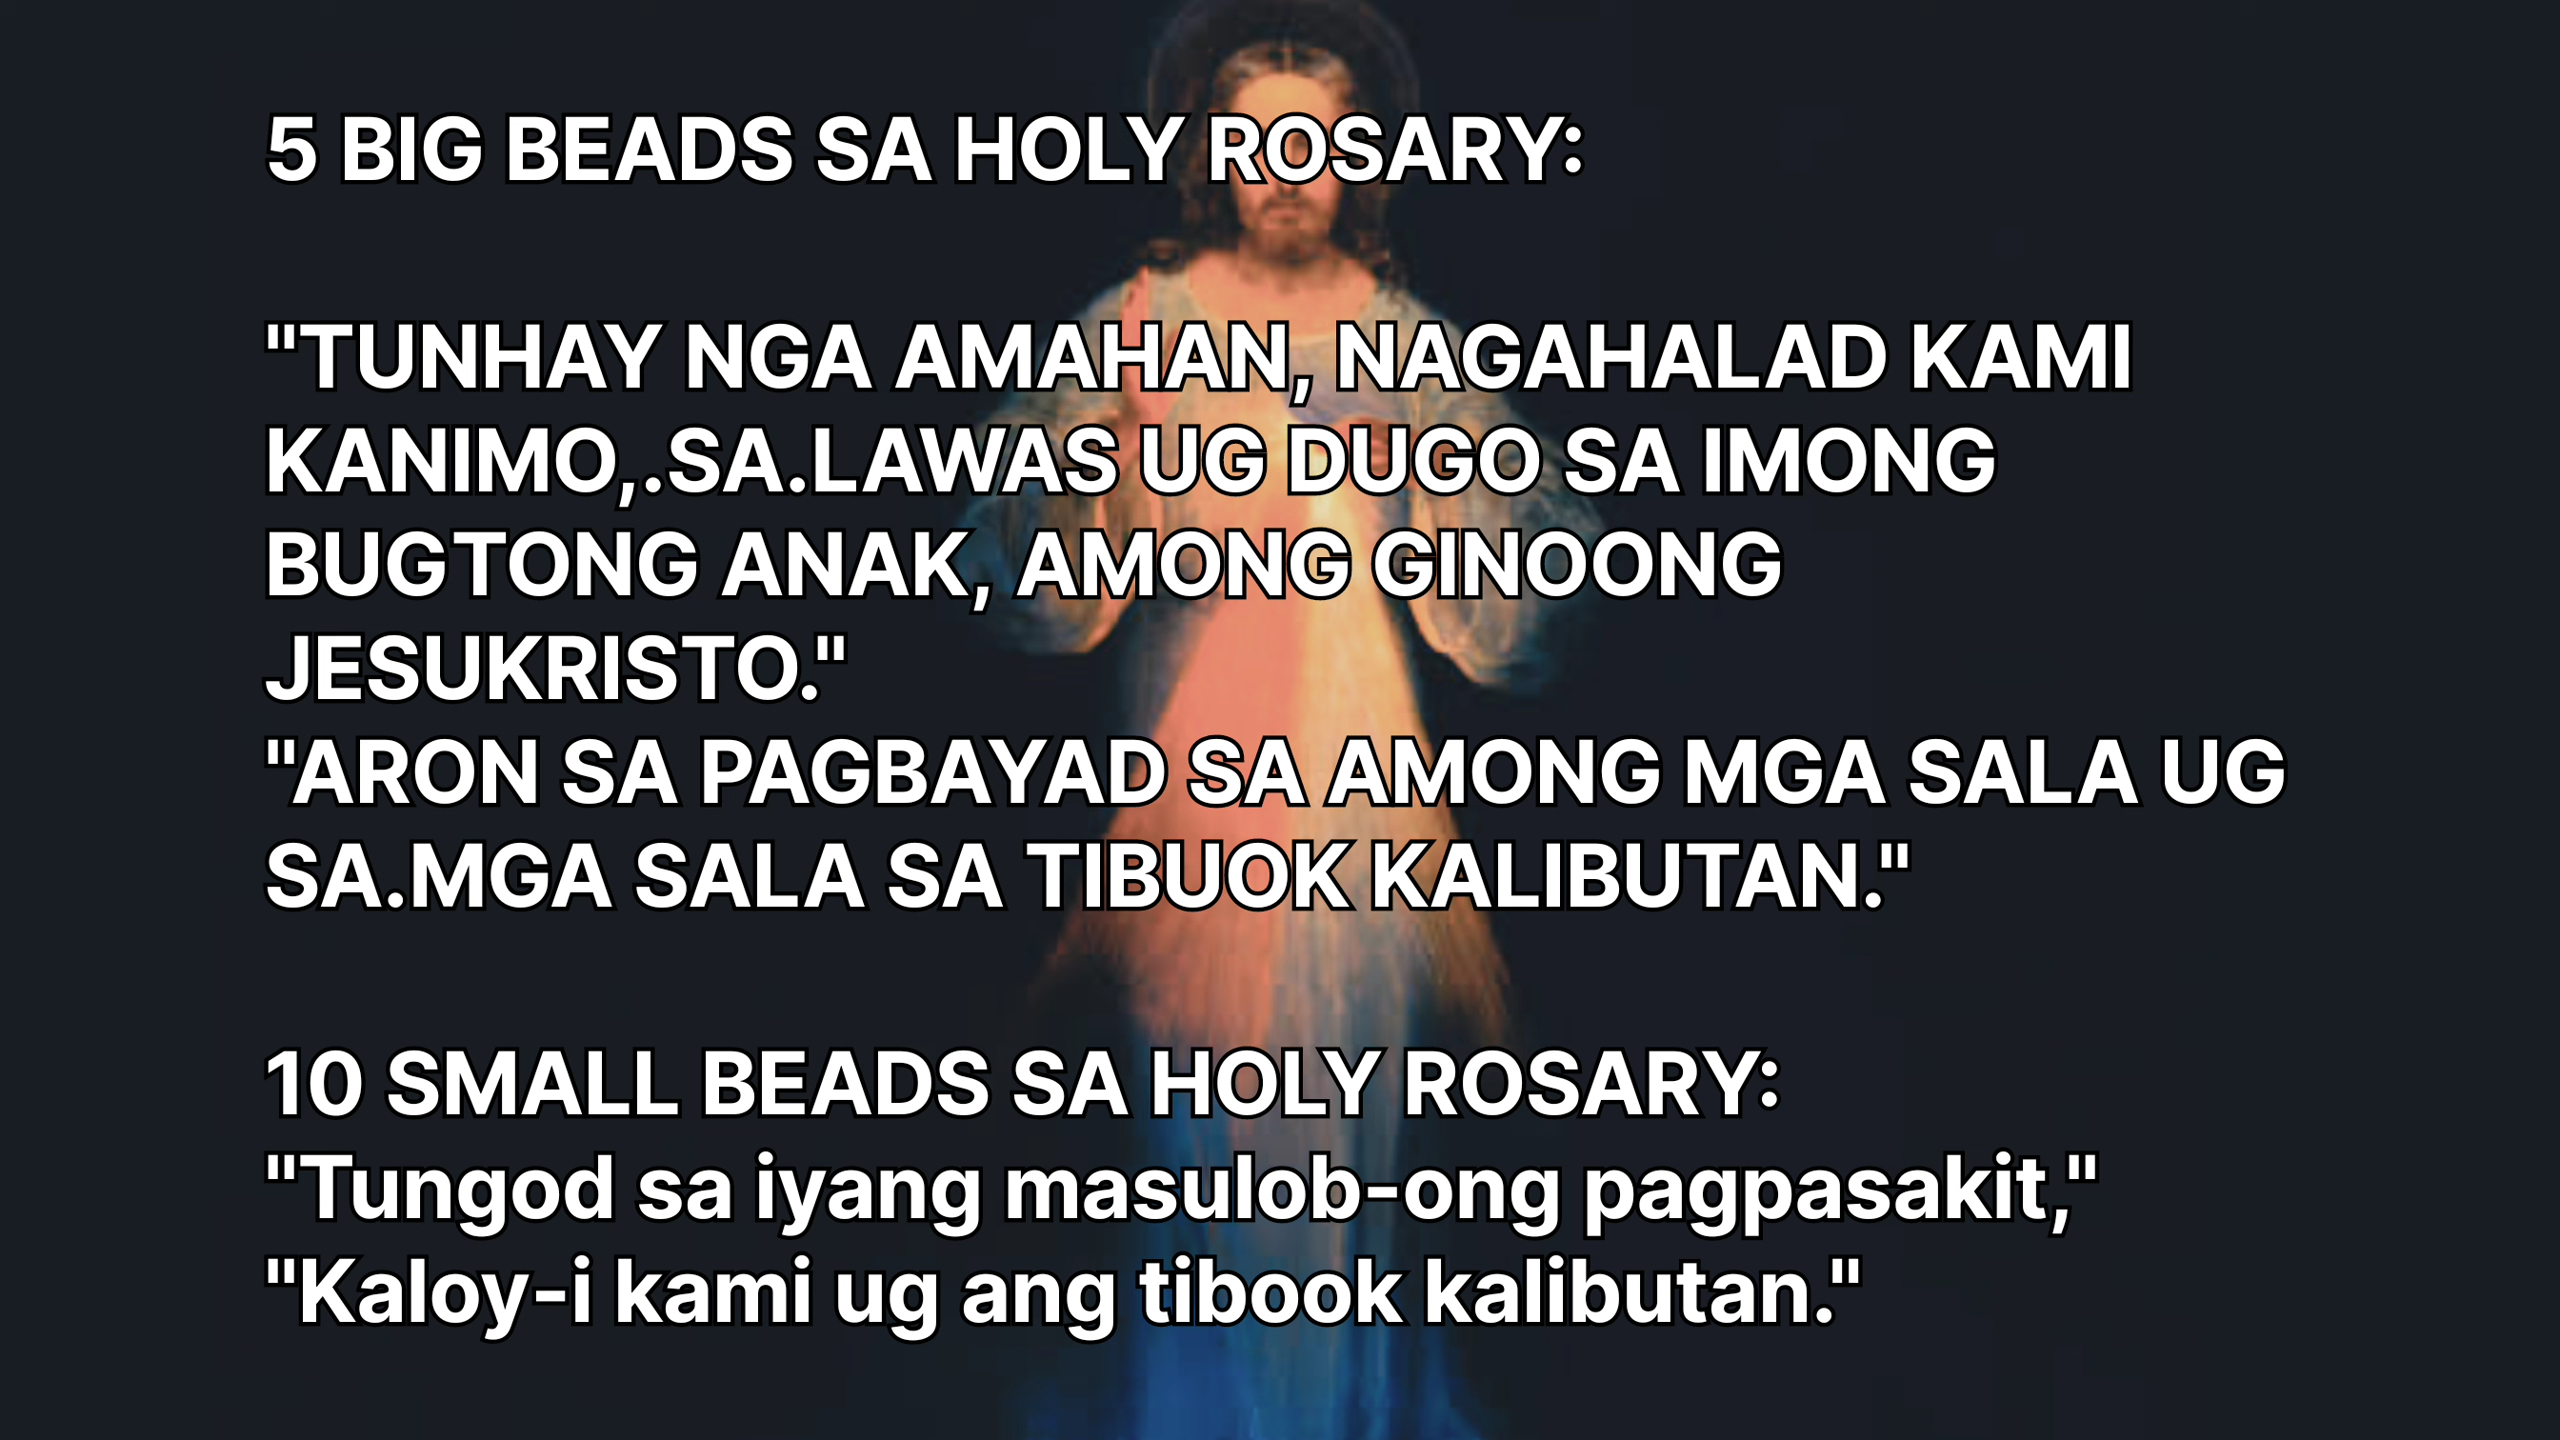 5 BIG BEADS SA HOLY ROSARY:
"TUNHAY NGA AMAHAN, NAGAHALAD KAMI
KANIMO,.SA.LAWAS UG DUGO SA IMONG
BUGTONG ANAK, AMONG GINOONG
JESUKRISTO."
"ARON SA PAGBAYAD SA AMONG MGA SALA UG
SA.MGA SALA SA TIBUOK KALIBUTAN."
10 SMALL BEADS SA HOLY ROSARY:
"Tungod sa iyang masulob-ong pagpasakit,"
"Kaloy-i kami ug ang tibook kalibutan."